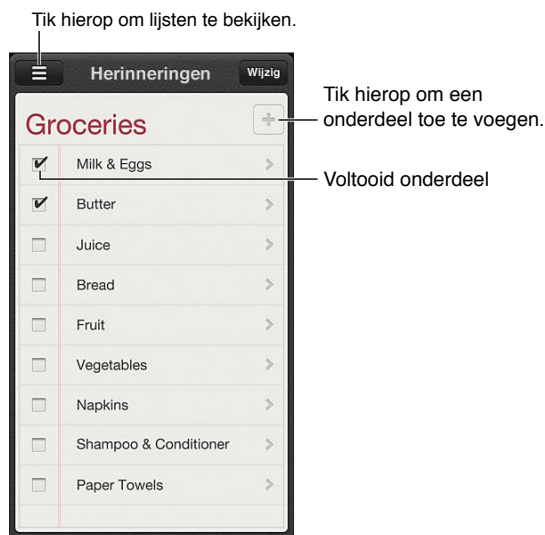 Tik hierop om lijsten te bekijken.
Herinneringen Wijzig
Groceries
Tik hierop om een
onderdeel toe te voegen.
Milk & Eggs
Voltooid onderdeel
Butter
Juice
Bread
Fruit
Vegetables
Napkins
Shampoo & Conditioner
Paper Towels